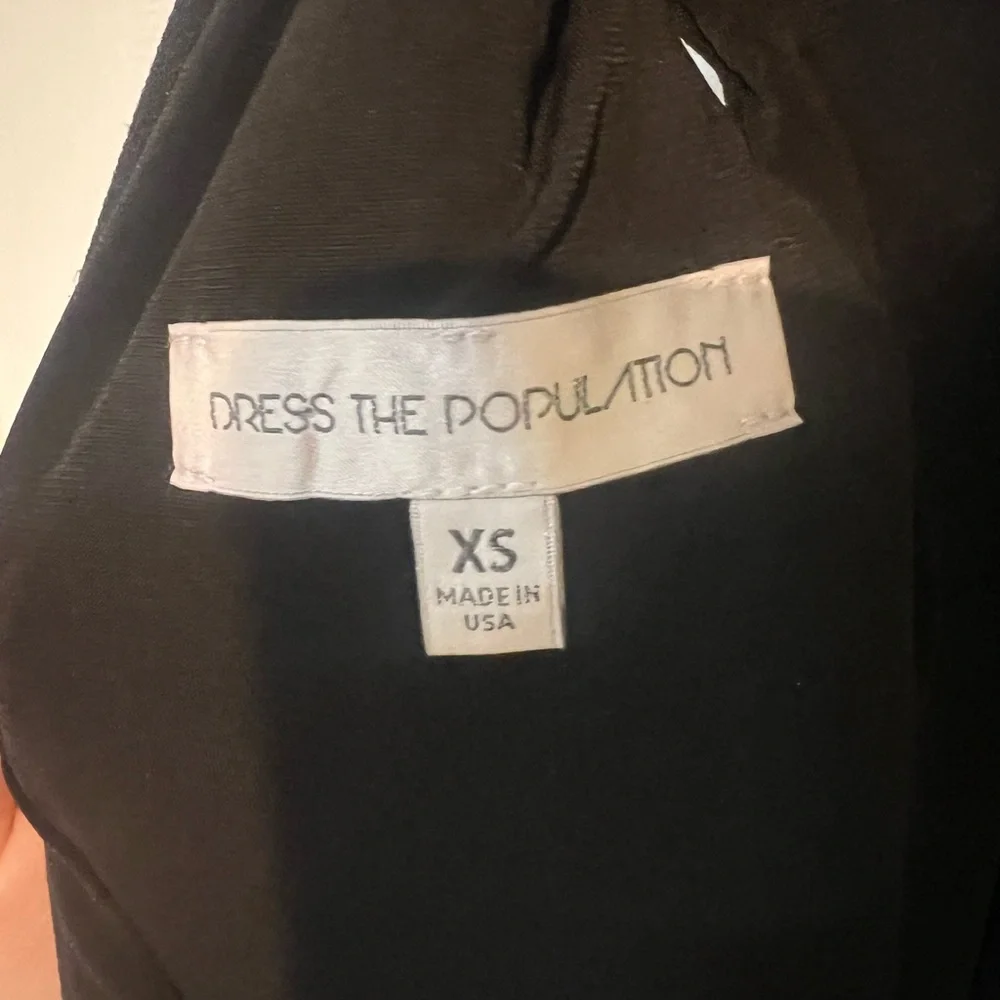 DRESS THE POPULATION
XS
MADE IN
USA